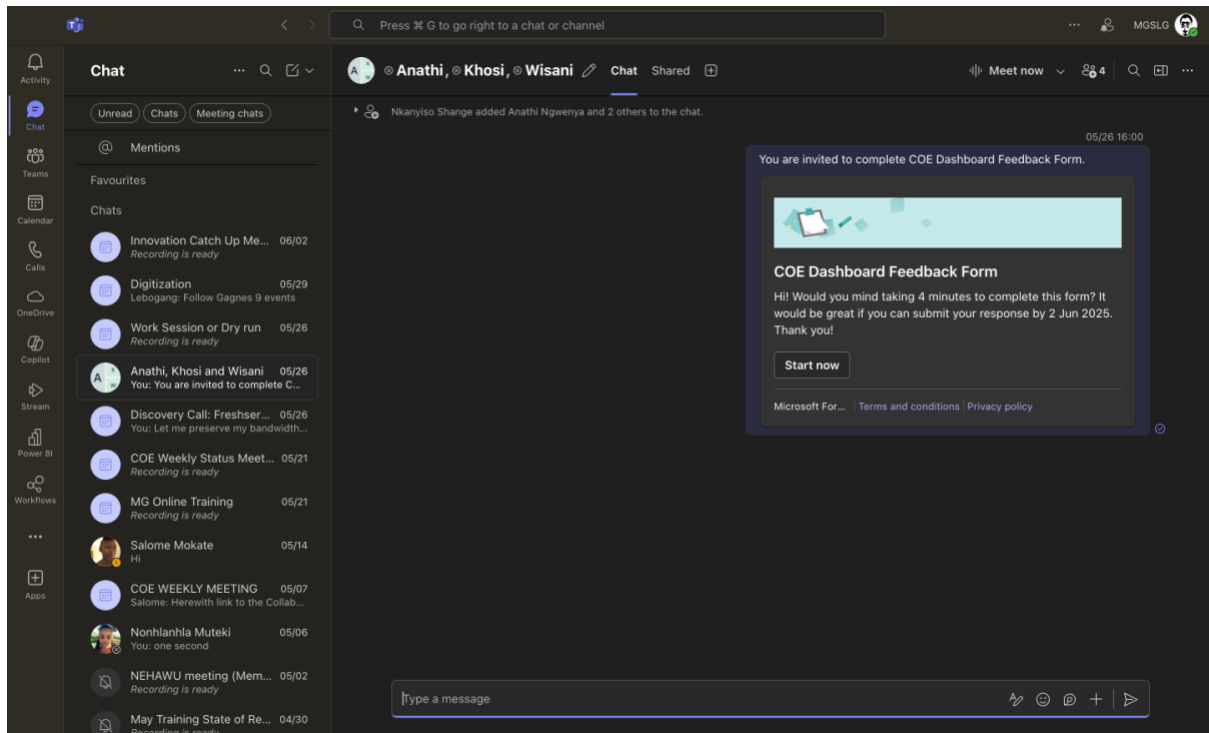 Press ⌘ G to go right to a chat or channel
MGSLG
Activity
Chat
Teams
Calendar
Calls
OneDrive
Copilot
Stream
Power BI
Workflows
Apps
Chat
Unread
Chats
Meeting chats
@ Mentions
Favourites
Chats
Innovation Catch Up Me... 06/02
Recording is ready
Digitization 05/29
Lebogang: Follow Gagnes 9 events
Work Session or Dry run 05/26
Recording is ready
A
W
Anathi, Khosi and Wisani 05/26
You: You are invited to complete C...
Discovery Call: Freshser... 05/26
You: Let me preserve my bandwidth...
COE Weekly Status Meet... 05/21
Recording is ready
MG Online Training 05/21
Recording is ready
Salome Mokate 05/14
Hi
COE WEEKLY MEETING 05/07
Salome: Herewith link to the Collab...
Nonhlanhla Muteki 05/06
You: one second
NEHAWU meeting (Mem... 05/02
Recording is ready
May Training State of Re... 04/30
Recording is ready
A
Anathi, Khosi, Wisani
Chat
Shared
Meet now
4
Nkanyiso Shange added Anathi Ngwenya and 2 others to the chat.
05/26 16:00
You are invited to complete COE Dashboard Feedback Form.
COE Dashboard Feedback Form
Hi! Would you mind taking 4 minutes to complete this form? It
would be great if you can submit your response by 2 Jun 2025.
Thank you!
Start now
Microsoft For... | Terms and conditions | Privacy policy
Type a message